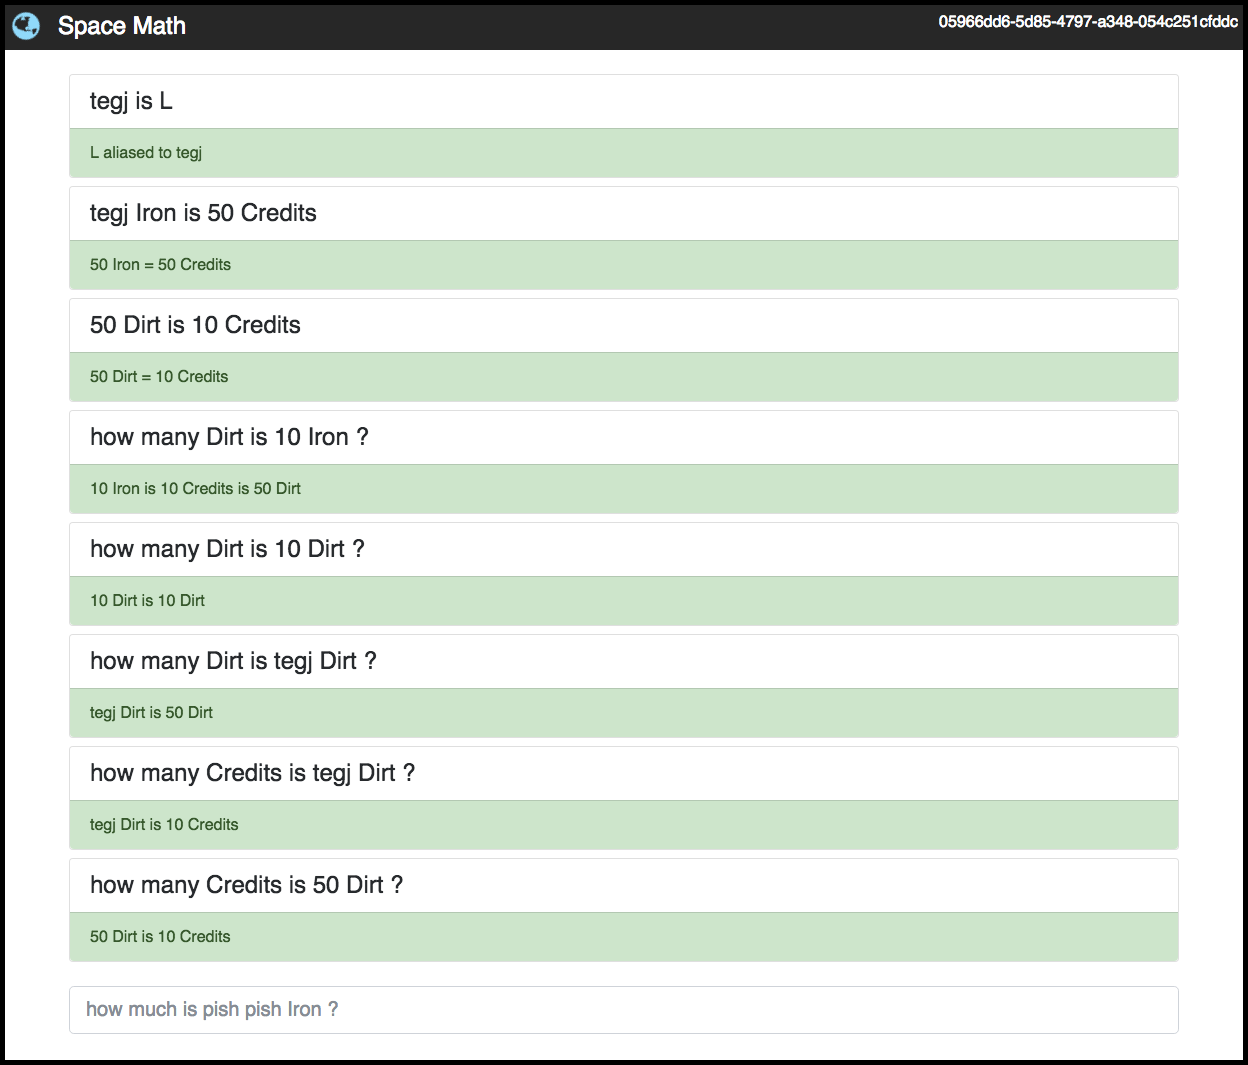 Space Math
05966dd6-5d85-4797-a348-054c251cfddc
tegj is L
L aliased to tegj
tegj Iron is 50 Credits
50 Iron = 50 Credits
50 Dirt is 10 Credits
50 Dirt = 10 Credits
how many Dirt is 10 Iron ?
10 Iron is 10 Credits is 50 Dirt
how many Dirt is 10 Dirt ?
10 Dirt is 10 Dirt
how many Dirt is tegj Dirt ?
tegj Dirt is 50 Dirt
how many Credits is tegj Dirt ?
tegj Dirt is 10 Credits
how many Credits is 50 Dirt ?
50 Dirt is 10 Credits
how much is pish pish Iron ?